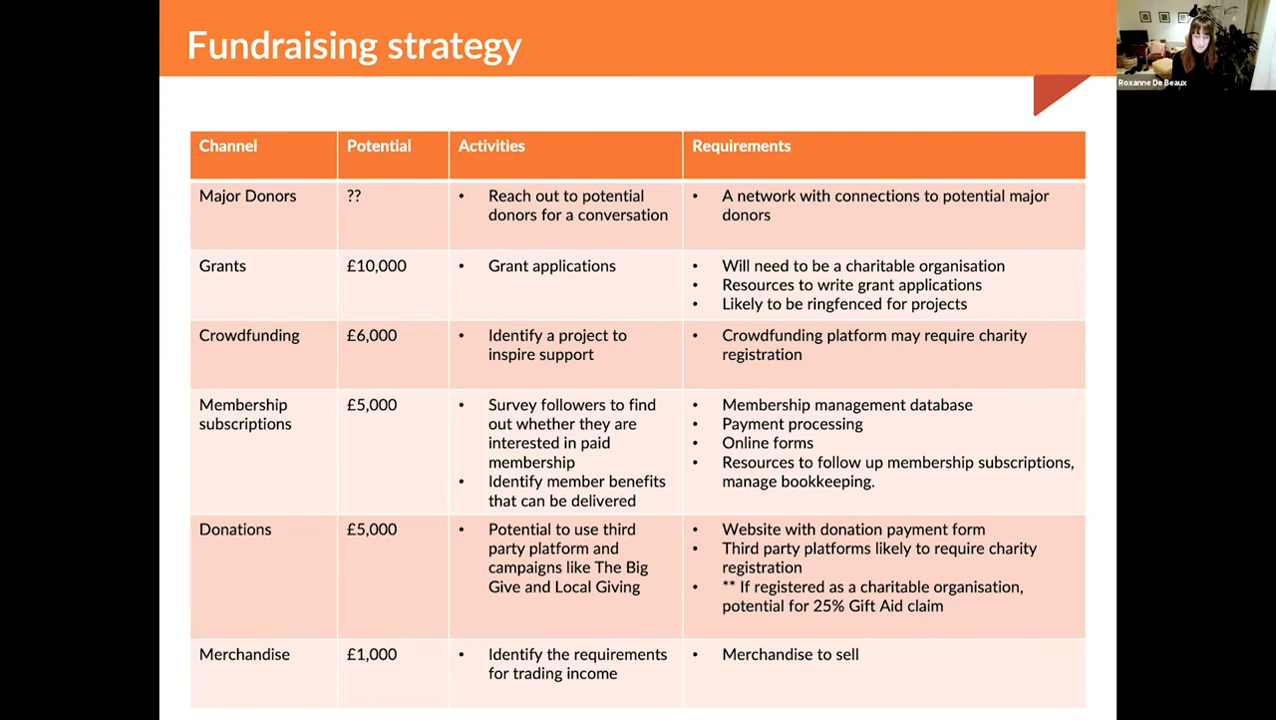 Fundraising strategy
Roxanne De Beaux
Channel
Potential
Activities
Requirements
Major Donors
??
• Reach out to potential
donors for a conversation
• A network with connections to potential major
donors
Grants
£10,000
• Grant applications
• Will need to be a charitable organisation
• Resources to write grant applications
• Likely to be ringfenced for projects
Crowdfunding
£6,000
• Identify a project to
inspire support
• Crowdfunding platform may require charity
registration
Membership
subscriptions
£5,000
• Survey followers to find
out whether they are
interested in paid
membership
• Identify member benefits
that can be delivered
• Membership management database
• Payment processing
• Online forms
• Resources to follow up membership subscriptions,
manage bookkeeping.
Donations
£5,000
• Potential to use third
party platform and
campaigns like The Big
Give and Local Giving
• Website with donation payment form
• Third party platforms likely to require charity
registration
• ** If registered as a charitable organisation,
potential for 25% Gift Aid claim
Merchandise
£1,000
• Identify the requirements
for trading income
• Merchandise to sell